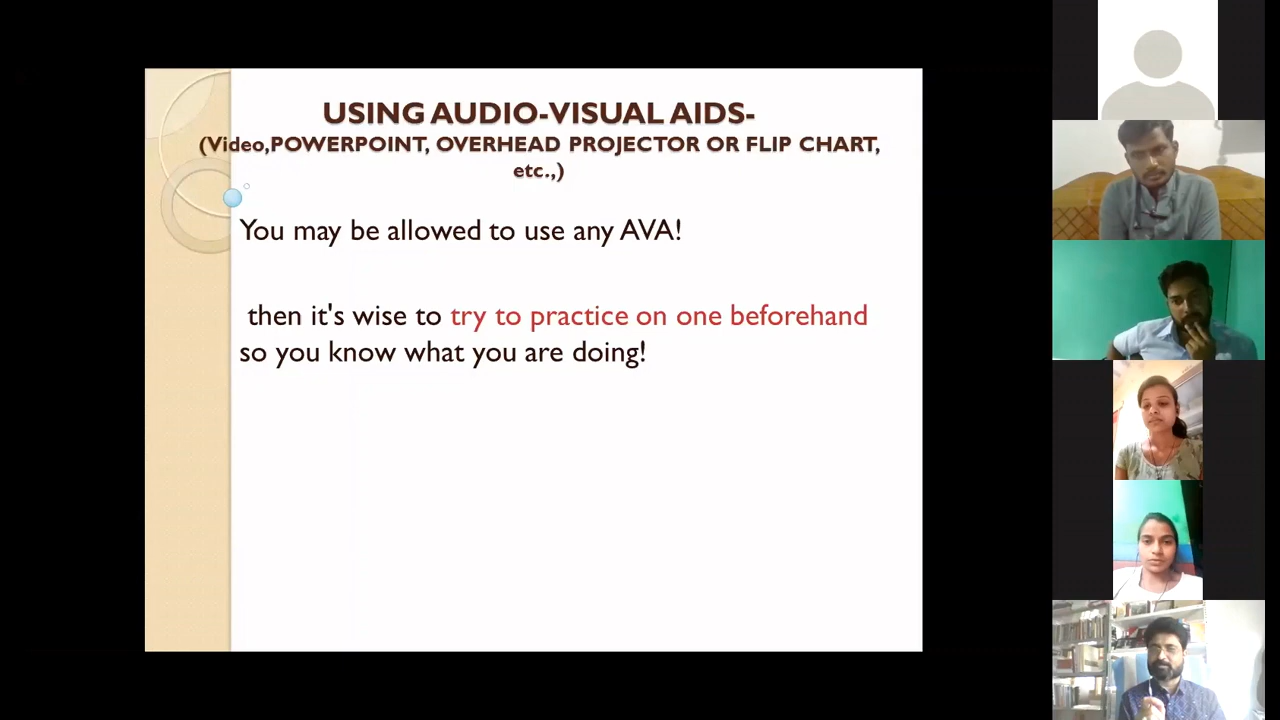 USING AUDIO-VISUAL AIDS-
(Video,POWERPOINT, OVERHEAD PROJECTOR OR FLIP CHART,
etc.,)
You may be allowed to use any AVA!
then it's wise to try to practice on one beforehand
so you know what you are doing!